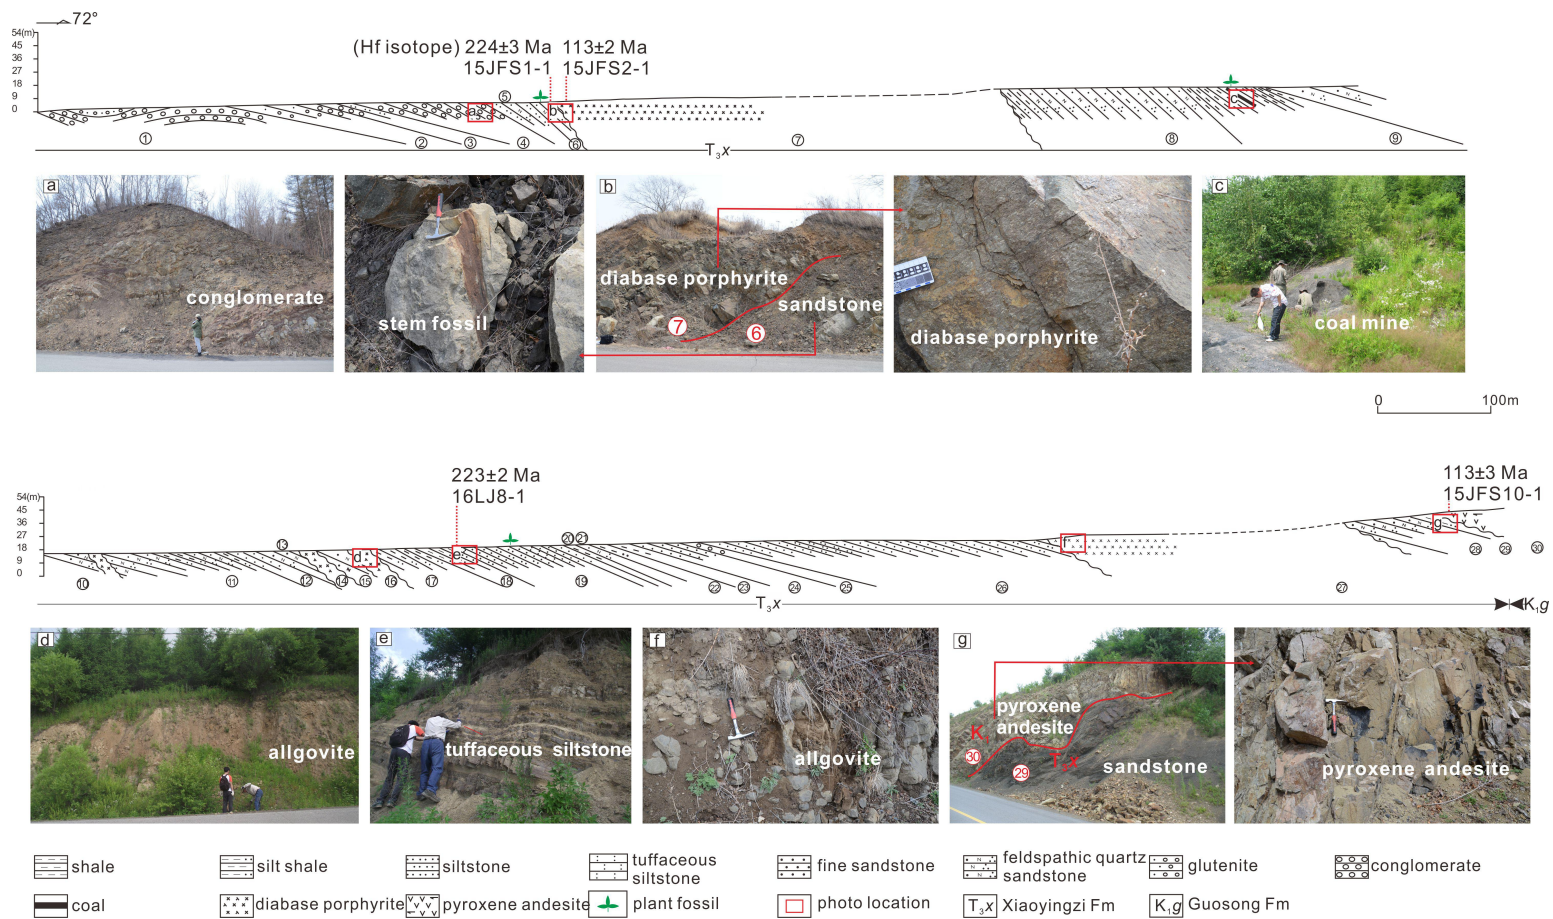 72°
54(m)
45
36
27
18
9
0
(Hf isotope) 224±3 Ma 113±2 Ma
15JFS1-1 15JFS2-1
a b c
① ② ③ ④ ⑤ ⑥ ⑦ ⑧ ⑨
T₃x
a
conglomerate
stem fossil
b
diabase porphyrite
sandstone
⑦ ⑥
diabase porphyrite
c
coal mine
0 100m
54(m)
45
36
27
18
9
0
223±2 Ma
16LJ8-1
113±3 Ma
15JFS10-1
d e f g
⑩ ⑪ ⑫ ⑬ ⑭ ⑮ ⑯ ⑰ ⑱ ⑲ ⑳ ㉑ ㉒ ㉓ ㉔ ㉕ ㉖ ㉗ ㉘ ㉙ ㉚
T₃x K₁g
d
allgovite
e
tuffaceous siltstone
f
allgovite
g
pyroxene
andesite
K₁
㉚
㉙
T₃x
sandstone
pyroxene andesite
shale
silt shale
siltstone
tuffaceous
siltstone
fine sandstone
feldspathic quartz
sandstone
glutenite
conglomerate
coal
diabase porphyrite
pyroxene andesite
plant fossil
photo location
T₃x Xiaoyingzi Fm
K₁g Guosong Fm